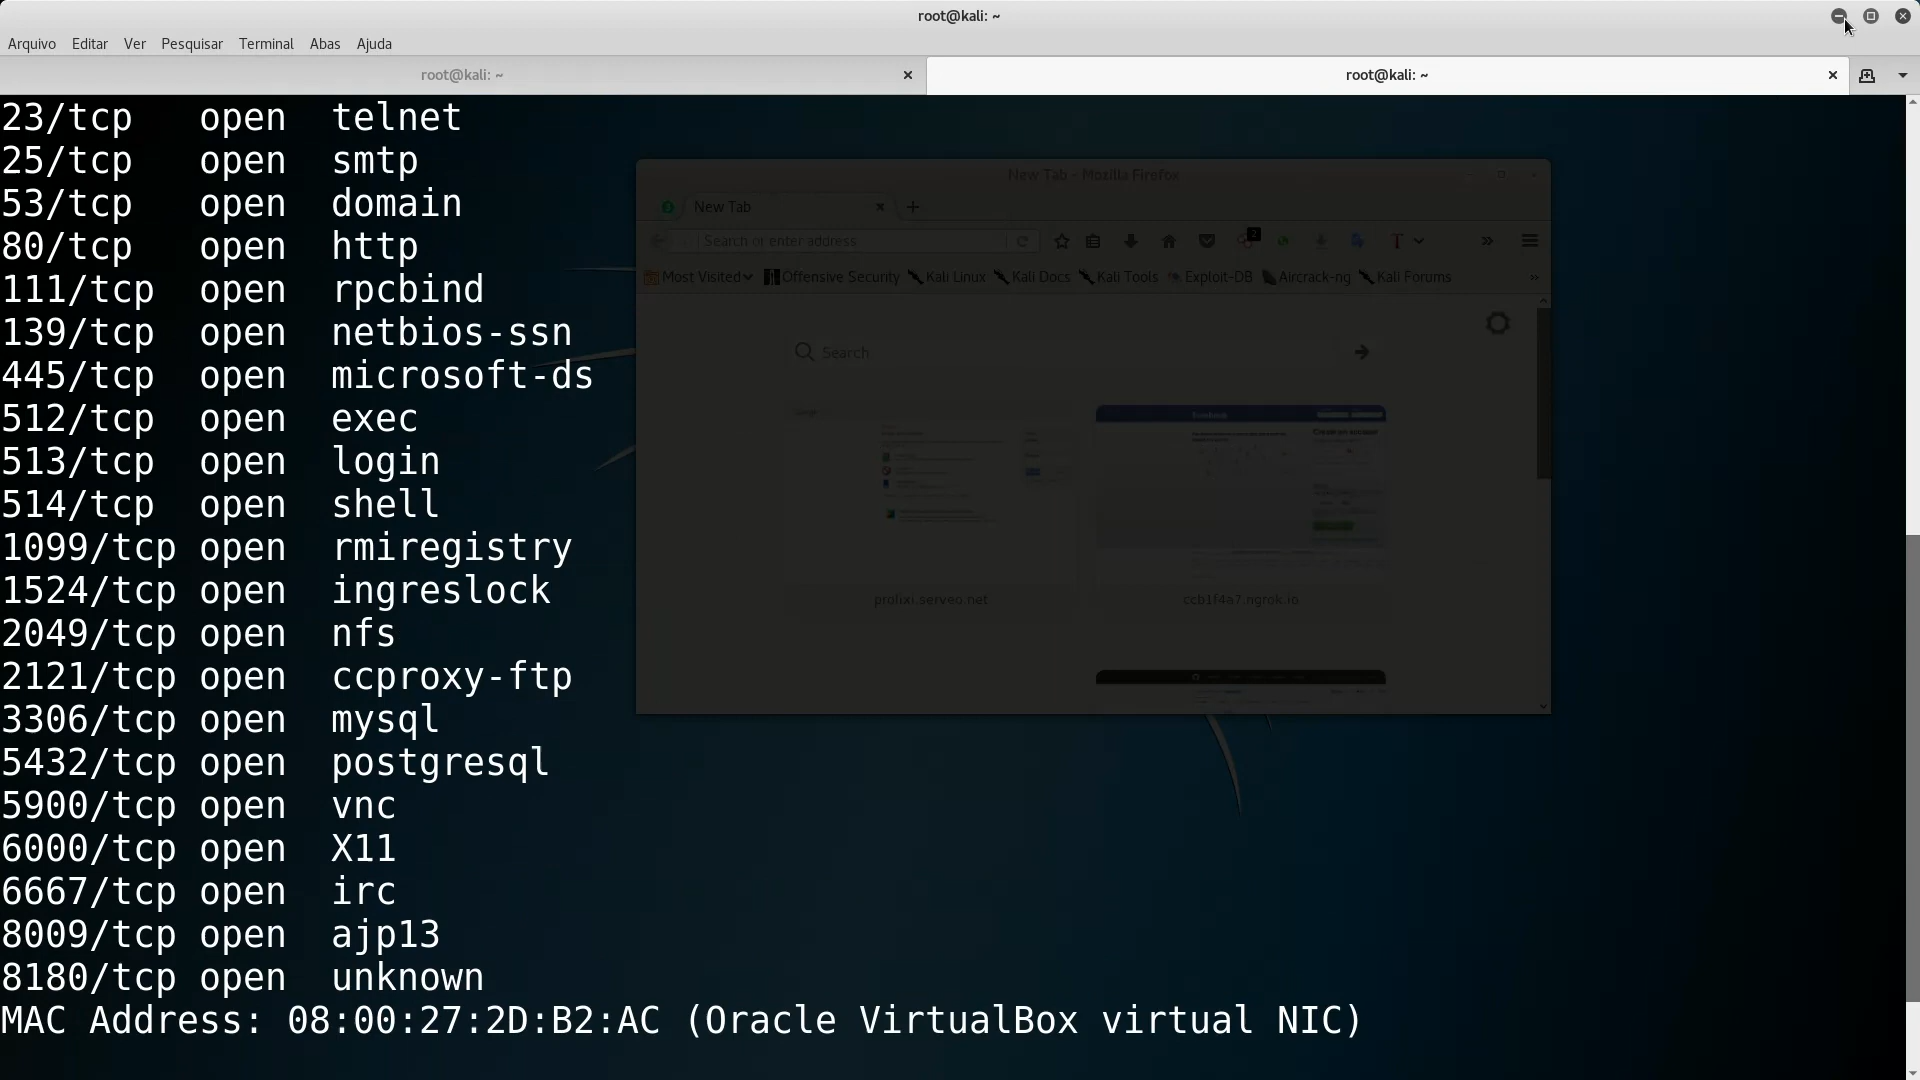 root@kali: ~
Arquivo Editar Ver Pesquisar Terminal Abas Ajuda
root@kali: ~ root@kali: ~
23/tcp open telnet
25/tcp open smtp
53/tcp open domain
80/tcp open http
111/tcp open rpcbind
139/tcp open netbios-ssn
445/tcp open microsoft-ds
512/tcp open exec
513/tcp open login
514/tcp open shell
1099/tcp open rmiregistry
1524/tcp open ingreslock
2049/tcp open nfs
2121/tcp open ccproxy-ftp
3306/tcp open mysql
5432/tcp open postgresql
5900/tcp open vnc
6000/tcp open X11
6667/tcp open irc
8009/tcp open ajp13
8180/tcp open unknown
MAC Address: 08:00:27:2D:B2:AC (Oracle VirtualBox virtual NIC)
New Tab - Mozilla Firefox
New Tab
Search or enter address
2
Most Visited Offensive Security Kali Linux Kali Docs Kali Tools Exploit-DB Aircrack-ng Kali Forums
Search
prolixi.serveo.net ccb1f4a7.ngrok.io